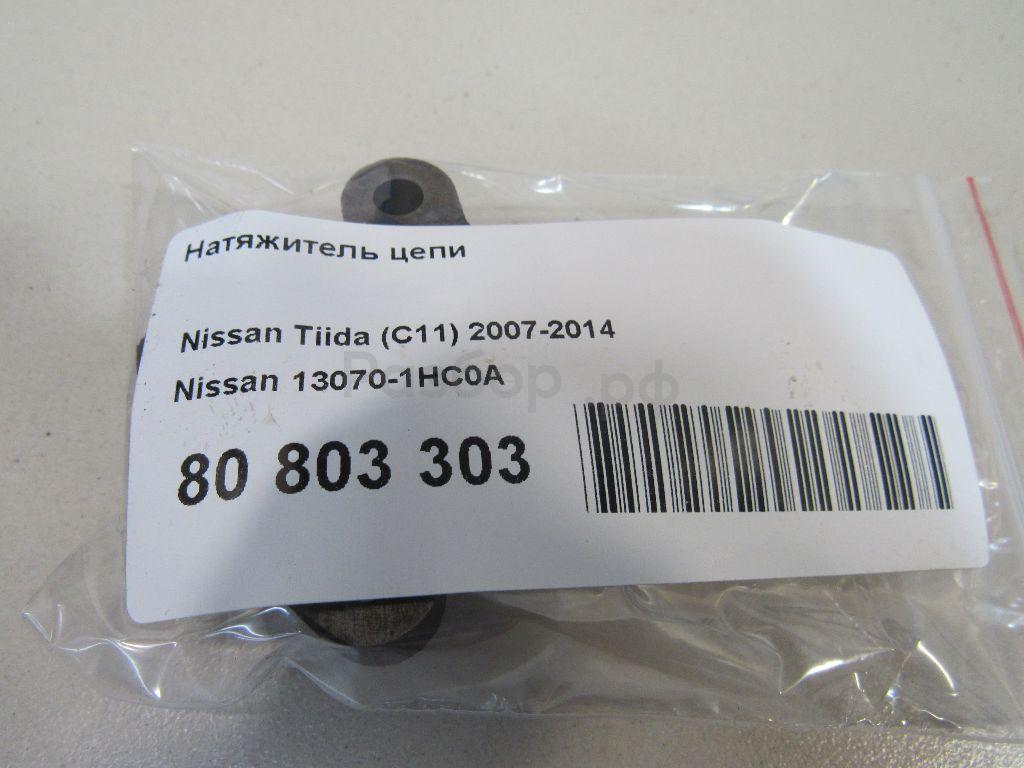 Натяжитель цепи
Nissan Tiida (C11) 2007-2014
Nissan 13070-1HC0A
Разбор.рф
80 803 303